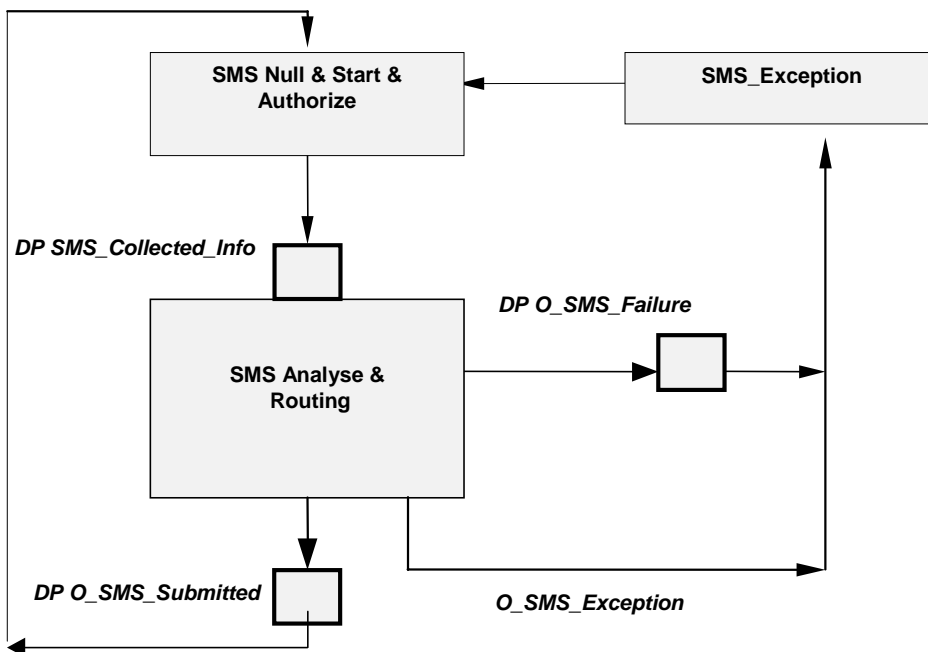 SMS Null & Start &
Authorize
SMS_Exception
DP SMS_Collected_Info
DP O_SMS_Failure
SMS Analyse &
Routing
DP O_SMS_Submitted
O_SMS_Exception